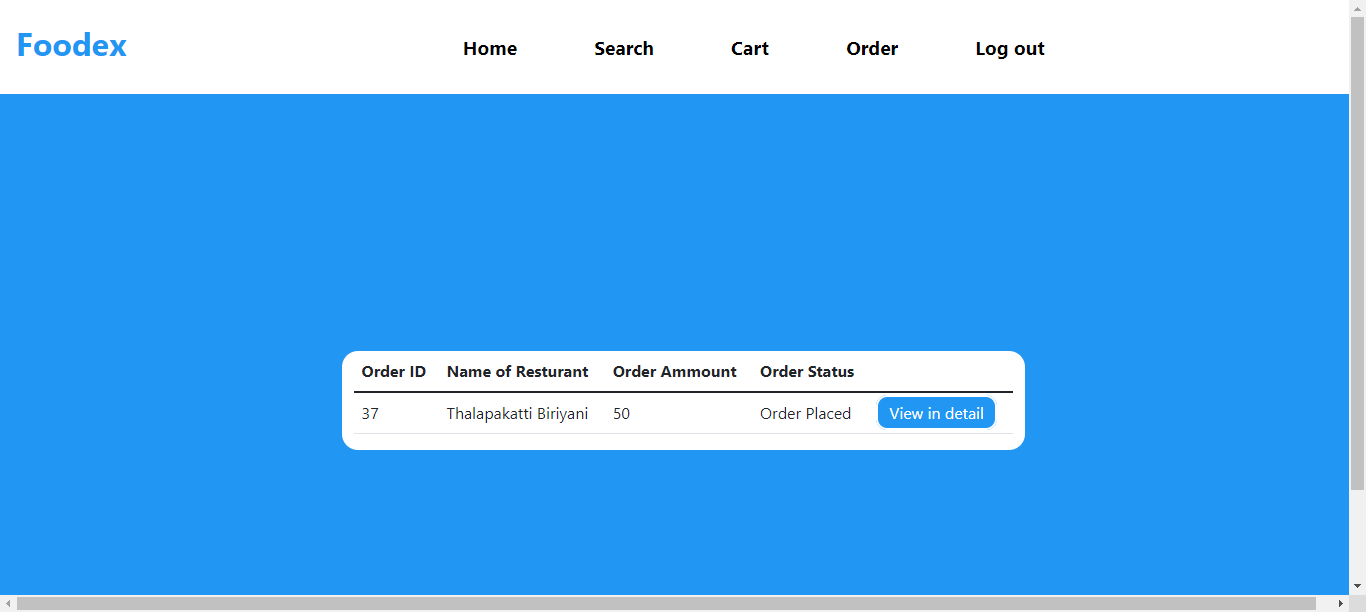 Foodex
Home Search Cart Order Log out
Order ID Name of Resturant Order Ammount Order Status
37 Thalapakatti Biriyani 50 Order Placed View in detail